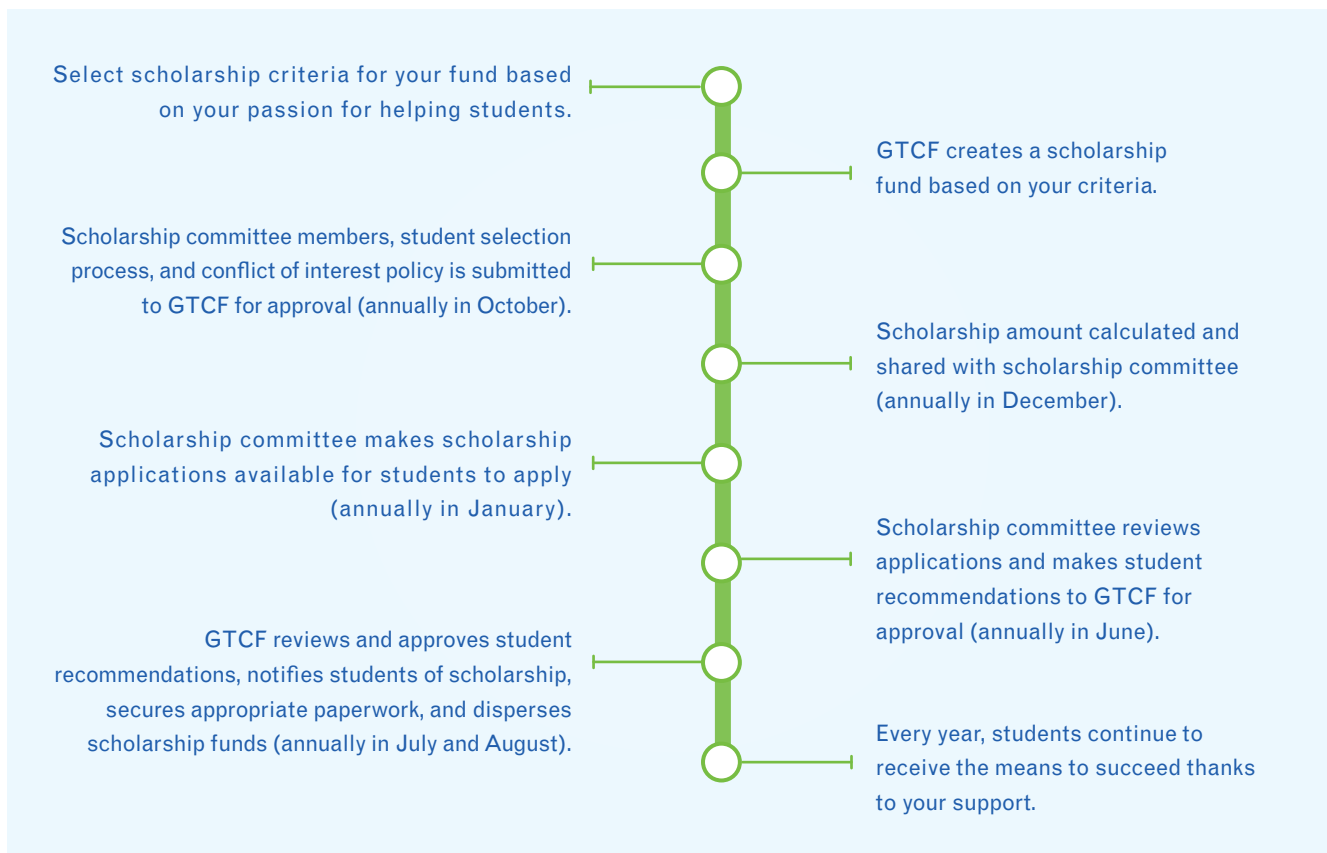 Select scholarship criteria for your fund based
on your passion for helping students.
GTCF creates a scholarship
fund based on your criteria.
Scholarship committee members, student selection
process, and conflict of interest policy is submitted
to GTCF for approval (annually in October).
Scholarship amount calculated and
shared with scholarship committee
(annually in December).
Scholarship committee makes scholarship
applications available for students to apply
(annually in January).
Scholarship committee reviews
applications and makes student
recommendations to GTCF for
approval (annually in June).
GTCF reviews and approves student
recommendations, notifies students of scholarship,
secures appropriate paperwork, and disperses
scholarship funds (annually in July and August).
Every year, students continue to
receive the means to succeed thanks
to your support.